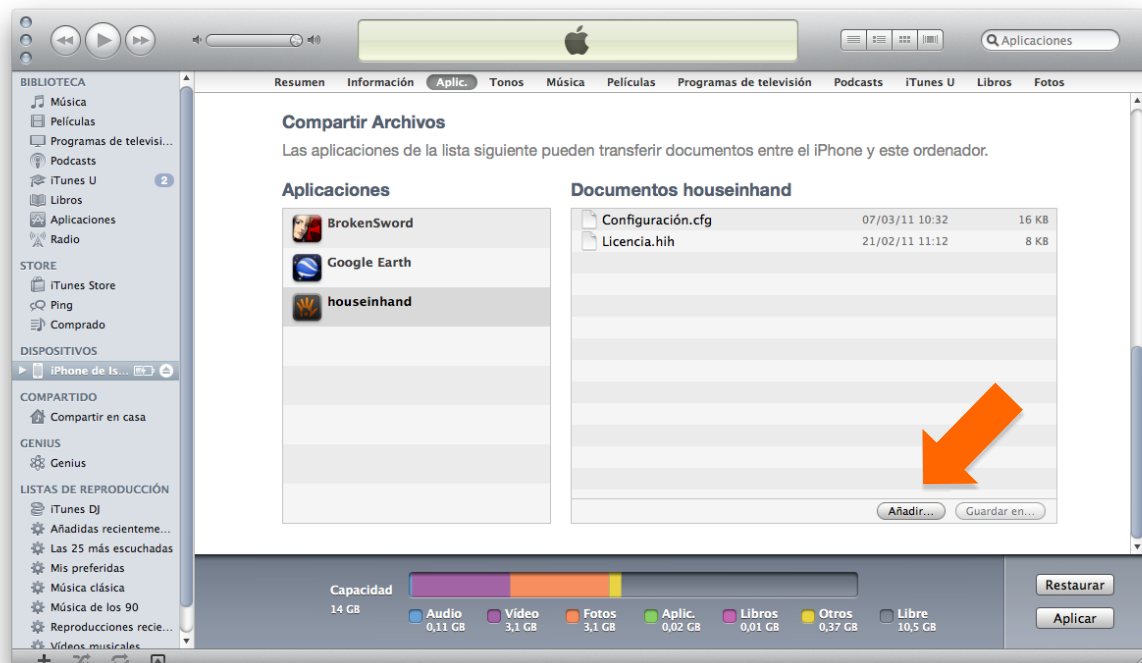 Aplicaciones
BIBLIOTECA
Música
Películas
Programas de televisi...
Podcasts
iTunes U 2
Libros
Aplicaciones
Radio
STORE
iTunes Store
Ping
Comprado
DISPOSITIVOS
iPhone de Is...
COMPARTIDO
Compartir en casa
GENIUS
Genius
LISTAS DE REPRODUCCIÓN
iTunes DJ
Añadidas recienteme...
Las 25 más escuchadas
Mis preferidas
Música clásica
Música de los 90
Reproducciones recie...
Vídeos musicales
Resumen Información Aplic. Tonos Música Películas Programas de televisión Podcasts iTunes U Libros Fotos
Compartir Archivos
Las aplicaciones de la lista siguiente pueden transferir documentos entre el iPhone y este ordenador.
Aplicaciones
BrokenSword
Google Earth
houseinhand
Documentos houseinhand
Configuración.cfg 07/03/11 10:32 16 KB
Licencia.hih 21/02/11 11:12 8 KB
Añadir... Guardar en...
Capacidad
14 GB
Audio
0,11 GB
Vídeo
3,1 GB
Fotos
3,1 GB
Aplic.
0,02 GB
Libros
0,01 GB
Otros
0,37 GB
Libre
10,5 GB
Restaurar
Aplicar